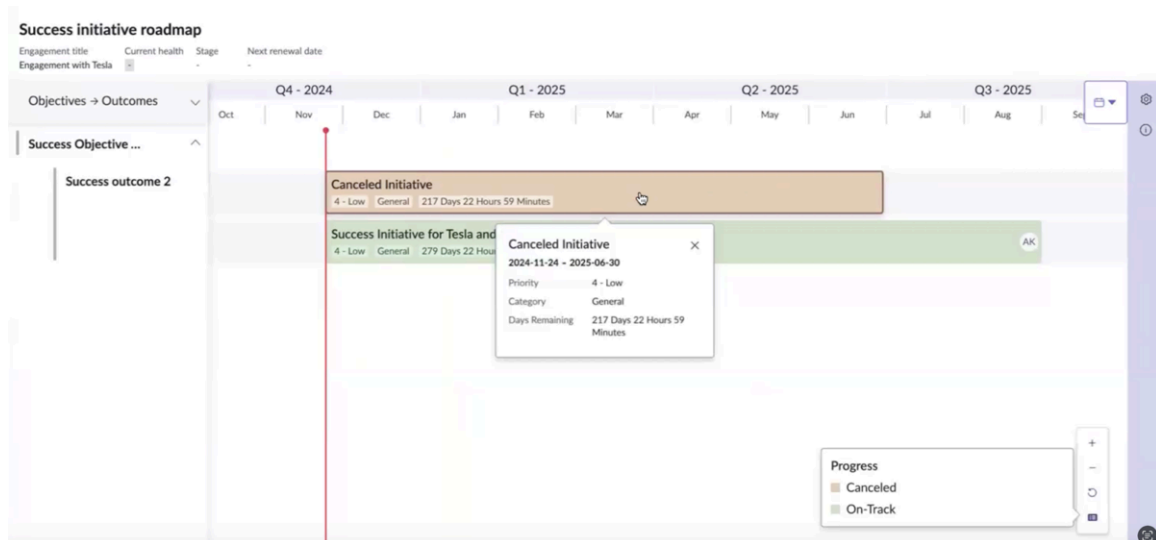 Success initiative roadmap
Engagement title Current health Stage Next renewal date
Engagement with Tesla - - -
Objectives → Outcomes
Q4 - 2024 Q1 - 2025 Q2 - 2025 Q3 - 2025
Oct Nov Dec Jan Feb Mar Apr May Jun Jul Aug Se
Success Objective ...
Success outcome 2
Canceled Initiative
4 - Low General 217 Days 22 Hours 59 Minutes
Success Initiative for Tesla and
4 - Low General 279 Days 22 Hou
AK
Canceled Initiative
2024-11-24 – 2025-06-30
Priority 4 - Low
Category General
Days Remaining 217 Days 22 Hours 59
Minutes
Progress
Canceled
On-Track